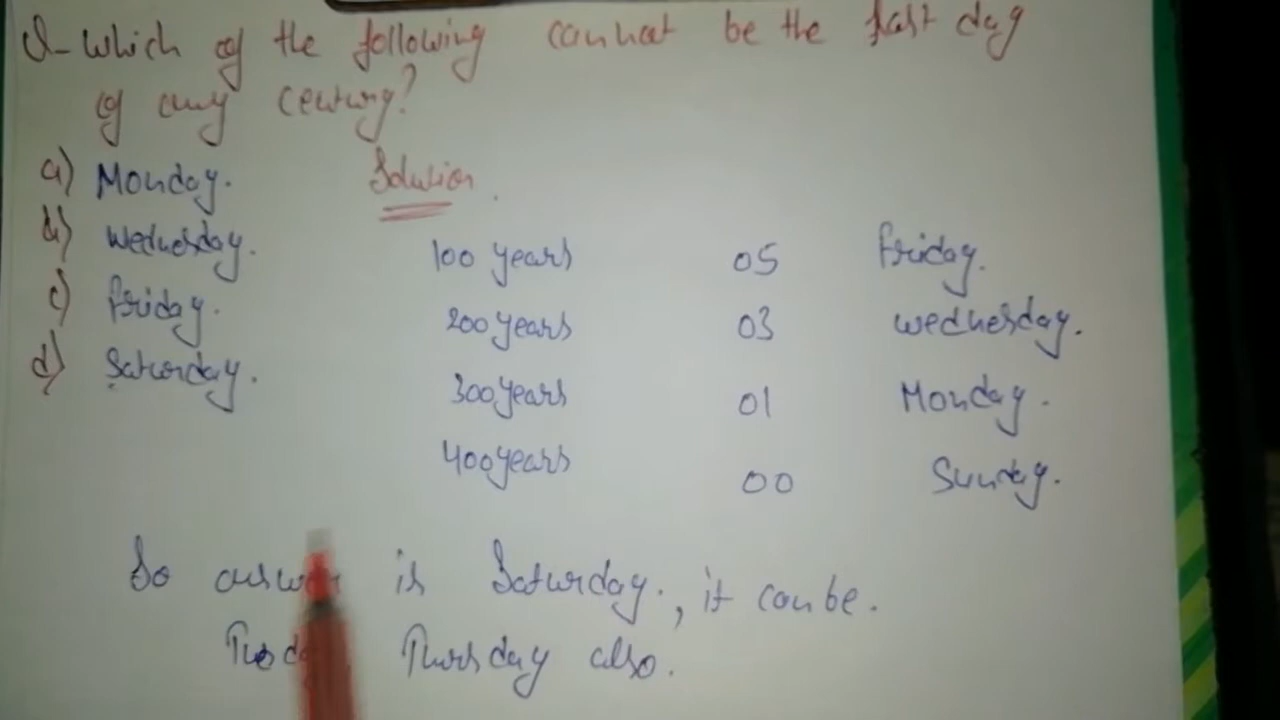 Q- Which of the following cannot be the last day
of any century?
a) Monday.
Solution.
b) Wednesday.
100 years 05 Friday.
c) Friday.
200 years 03 Wednesday.
d) Saturday.
300 years 01 Monday.
400 years 00 Sunday.
So answer is Saturday., it can be.
Thursday also.